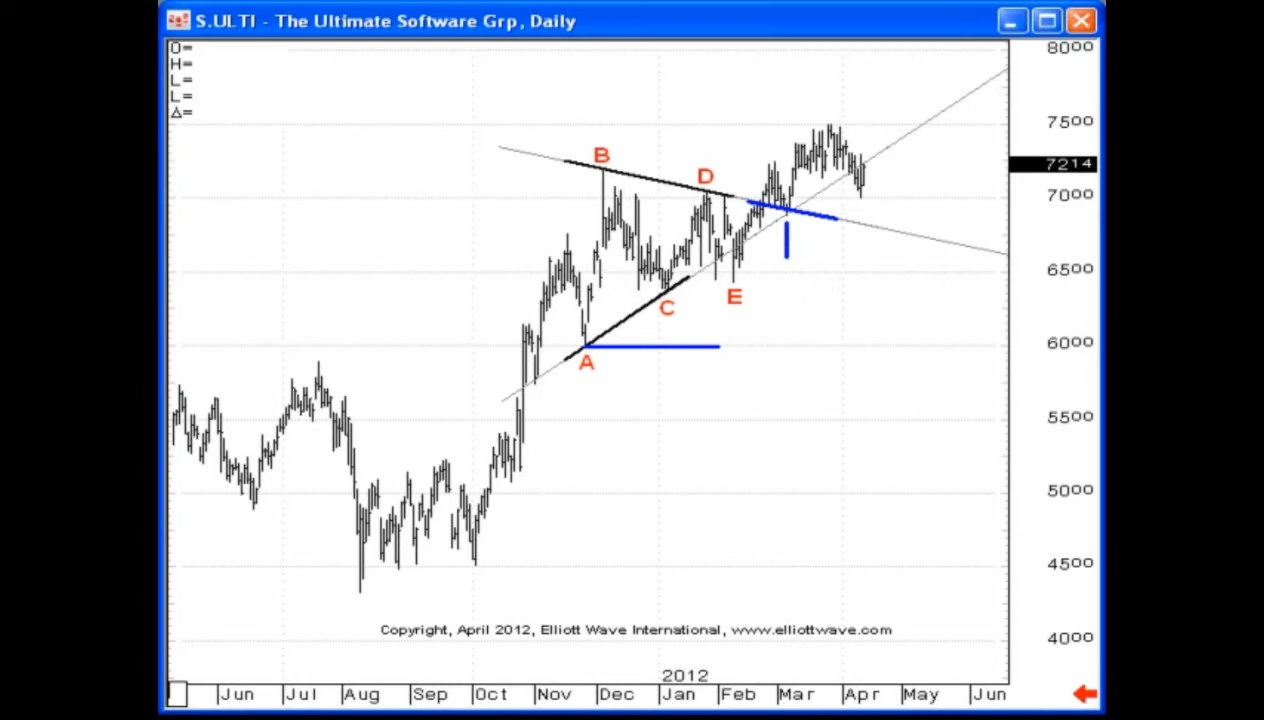 S.ULTI - The Ultimate Software Grp, Daily
O=
H=
L=
L=
Δ=
8000
7500
7214
7000
6500
6000
5500
5000
4500
4000
B
D
C
E
A
Copyright, April 2012, Elliott Wave International, www.elliottwave.com
2012
Jun Jul Aug Sep Oct Nov Dec Jan Feb Mar Apr May Jun